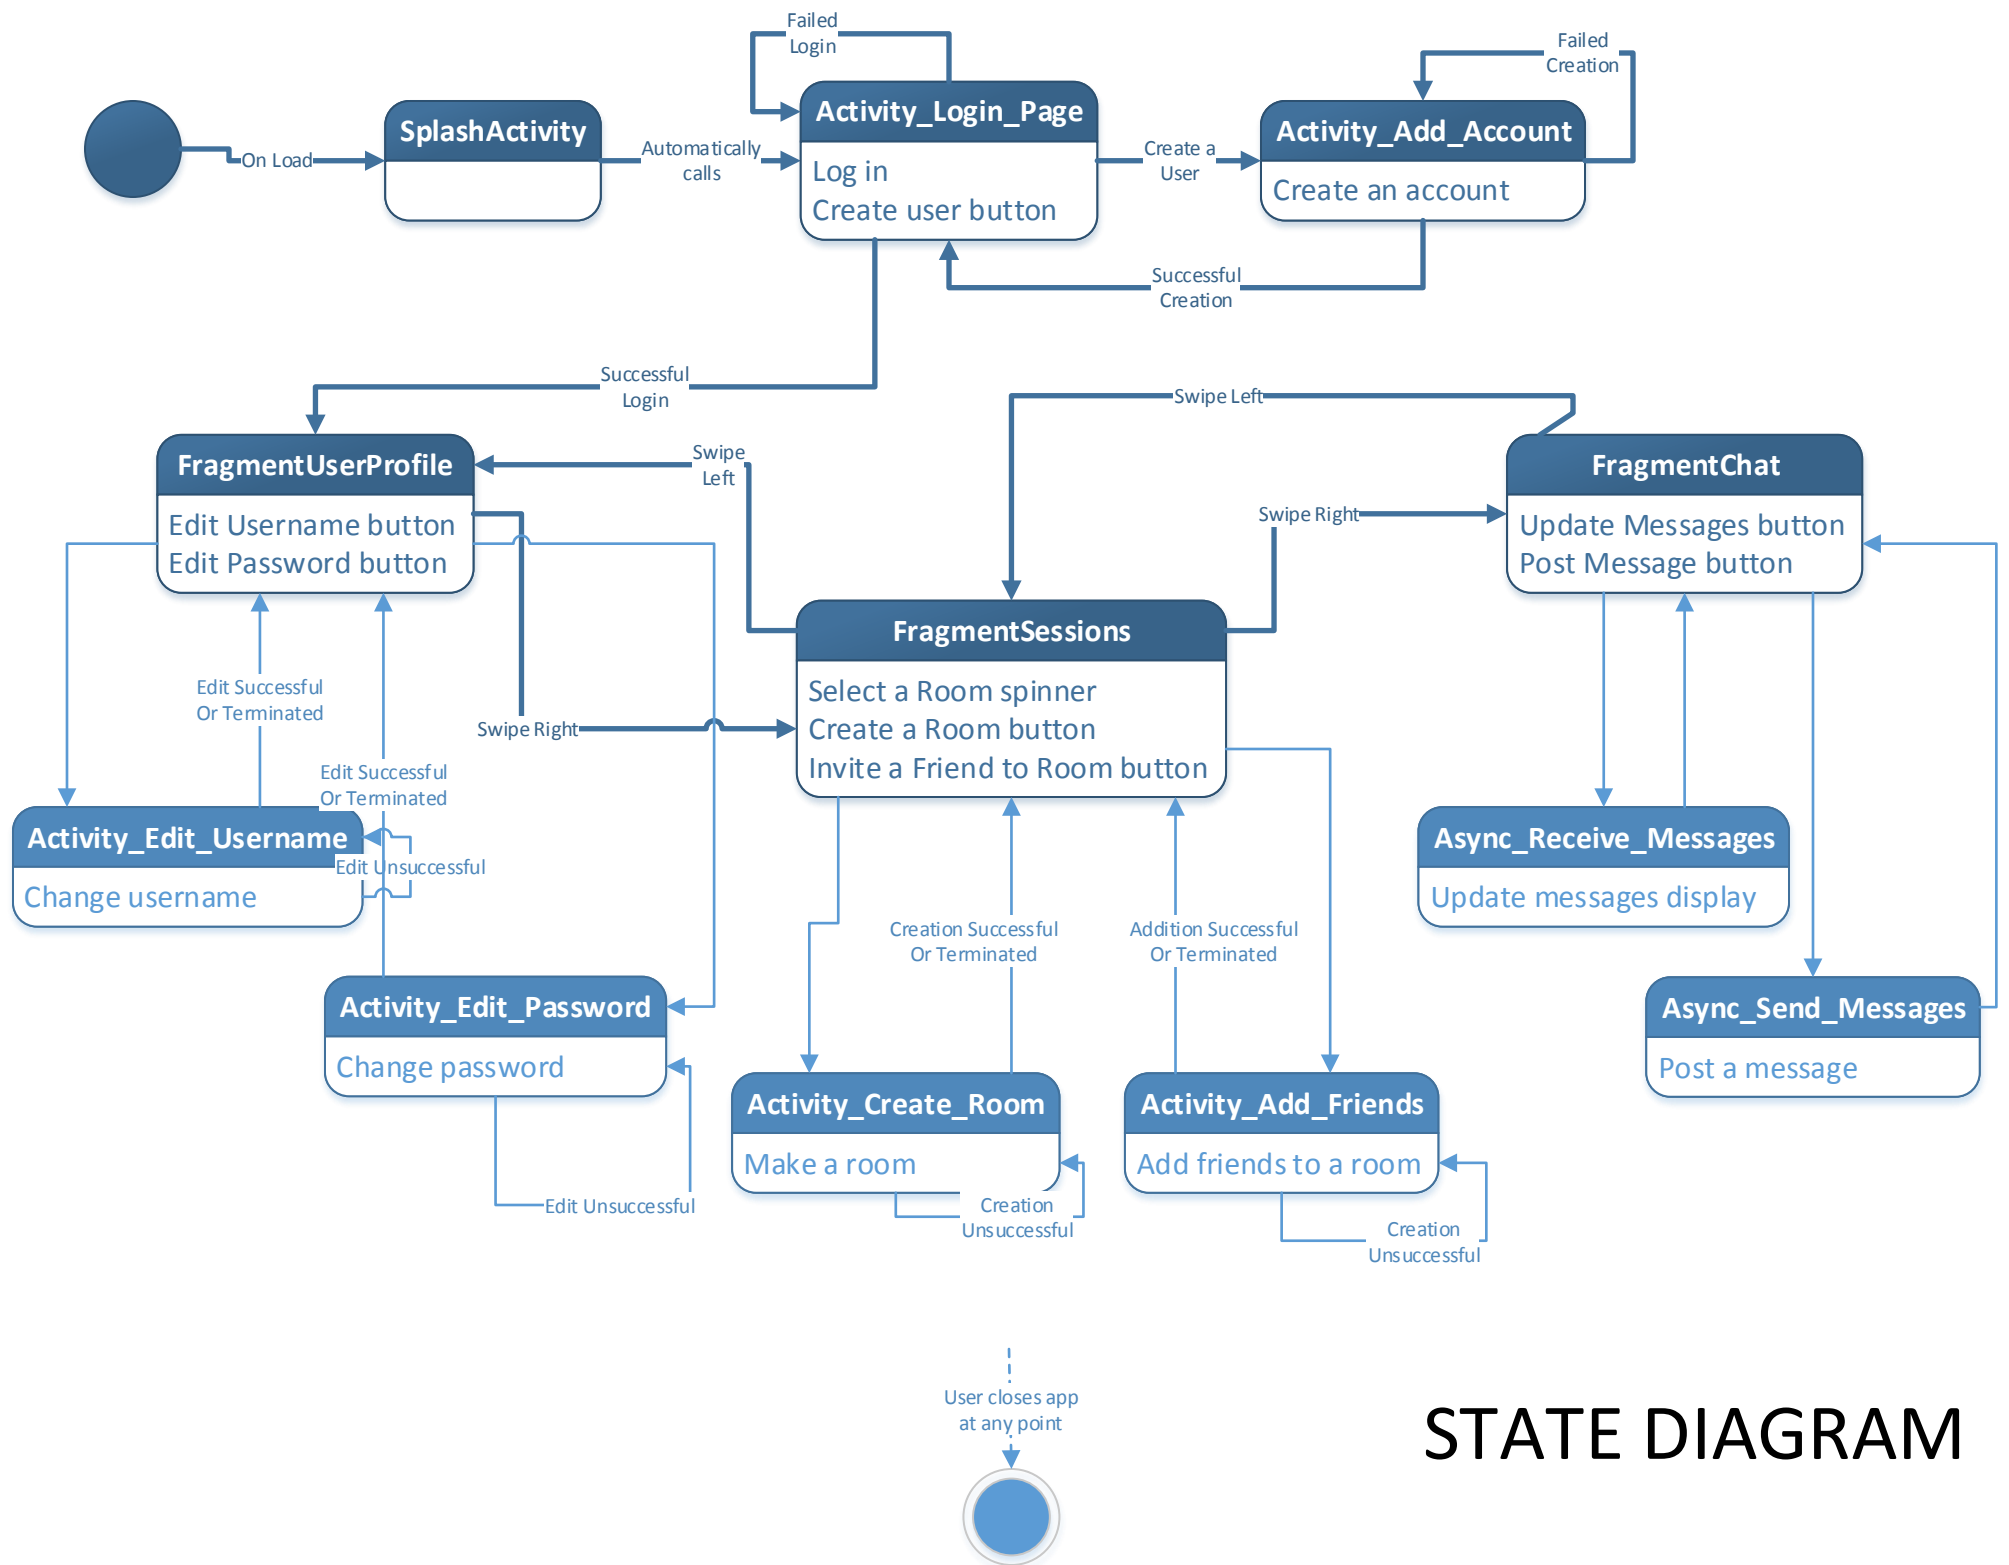 Failed
Login
Failed
Creation
SplashActivity
Activity_Login_Page
Activity_Add_Account
On Load
Automatically
calls
Log in
Create user button
Create a
User
Create an account
Successful
Creation
Successful
Login
Swipe Left
FragmentUserProfile
Edit Username button
Edit Password button
Swipe
Left
FragmentChat
Update Messages button
Post Message button
Swipe Right
FragmentSessions
Select a Room spinner
Create a Room button
Invite a Friend to Room button
Edit Successful
Or Terminated
Swipe Right
Edit Successful
Or Terminated
Activity_Edit_Username
Change username
Edit Unsuccessful
Async_Receive_Messages
Update messages display
Creation Successful
Or Terminated
Addition Successful
Or Terminated
Activity_Edit_Password
Change password
Edit Unsuccessful
Async_Send_Messages
Post a message
Activity_Create_Room
Make a room
Creation
Unsuccessful
Activity_Add_Friends
Add friends to a room
Creation
Unsuccessful
User closes app
at any point
STATE DIAGRAM